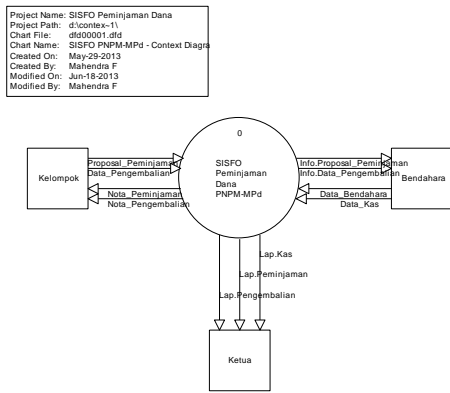 Project Name: SISFO Peminjaman Dana
Project Path: d:\contex~1\
Chart File: dfd00001.dfd
Chart Name: SISFO PNPM-MPd - Context Diagra
Created On: May-29-2013
Created By: Mahendra F
Modified On: Jun-18-2013
Modified By: Mahendra F
0
SISFO
Peminjaman
Dana
PNPM-MPd
Kelompok
Proposal_Peminjaman
Data_Pengembalian
Nota_Peminjaman
Nota_Pengembalian
Info.Proposal_Peminjaman
Info.Data_Pengembalian
Data_Bendahara
Data_Kas
Bendahara
Lap.Kas
Lap.Peminjaman
Lap.Pengembalian
Ketua